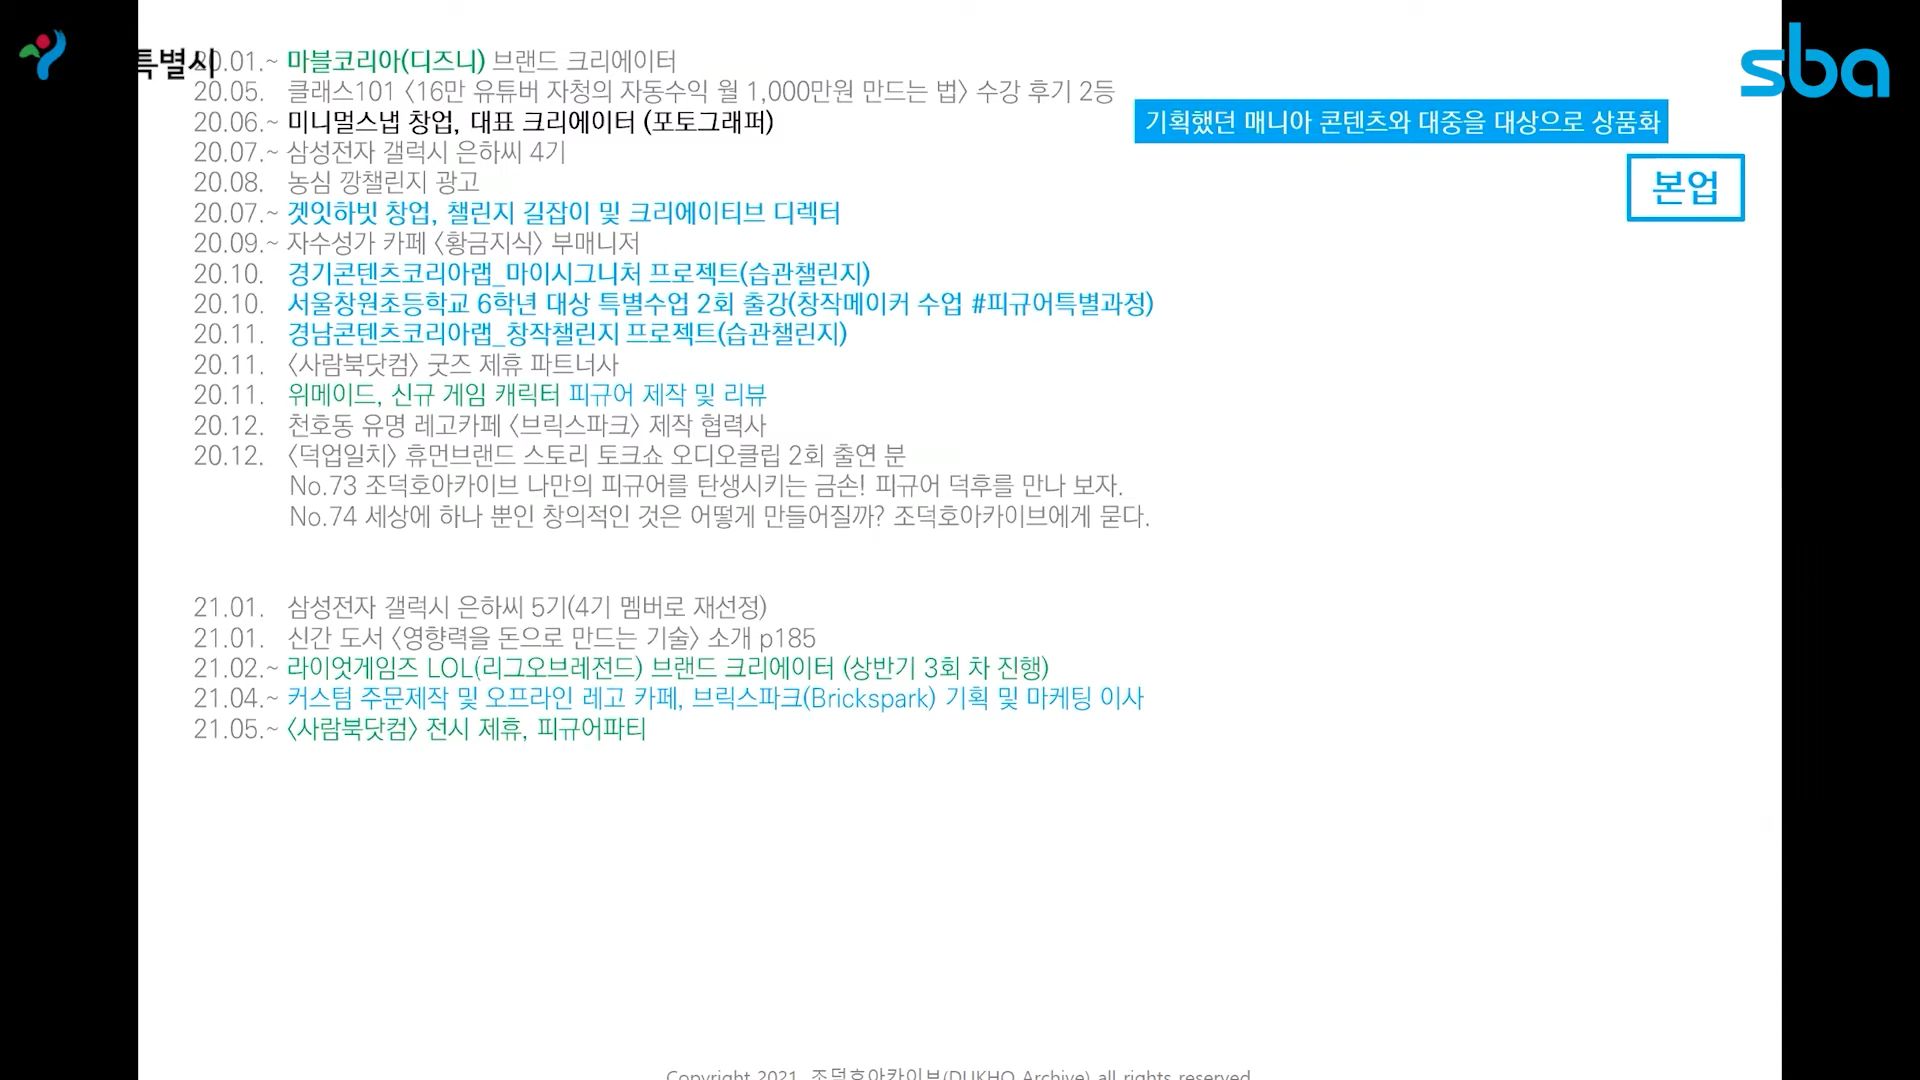 특별시
sba
20.01.~ 마블코리아(디즈니) 브랜드 크리에이터
20.05. 클래스101 〈16만 유튜버 자청의 자동수익 월 1,000만원 만드는 법〉 수강 후기 2등
20.06.~ 미니멀스냅 창업, 대표 크리에이터 (포토그래퍼)
기획했던 매니아 콘텐츠와 대중을 대상으로 상품화
20.07.~ 삼성전자 갤럭시 은하씨 4기
20.08. 농심 깡챌린지 광고
본업
20.07.~ 겟잇하빗 창업, 챌린지 길잡이 및 크리에이티브 디렉터
20.09.~ 자수성가 카페 〈황금지식〉 부매니저
20.10. 경기콘텐츠코리아랩_마이시그니처 프로젝트(습관챌린지)
20.10. 서울창원초등학교 6학년 대상 특별수업 2회 출강(창작메이커 수업 #피규어특별과정)
20.11. 경남콘텐츠코리아랩_창작챌린지 프로젝트(습관챌린지)
20.11. 〈사람북닷컴〉 굿즈 제휴 파트너사
20.11. 위메이드, 신규 게임 캐릭터 피규어 제작 및 리뷰
20.12. 천호동 유명 레고카페 〈브릭스파크〉 제작 협력사
20.12. 〈덕업일치〉 휴먼브랜드 스토리 토크쇼 오디오클립 2회 출연 분
No.73 조덕호아카이브 나만의 피규어를 탄생시키는 금손! 피규어 덕후를 만나 보자.
No.74 세상에 하나 뿐인 창의적인 것은 어떻게 만들어질까? 조덕호아카이브에게 묻다.
21.01. 삼성전자 갤럭시 은하씨 5기(4기 멤버로 재선정)
21.01. 신간 도서 〈영향력을 돈으로 만드는 기술〉 소개 p185
21.02.~ 라이엇게임즈 LOL(리그오브레전드) 브랜드 크리에이터 (상반기 3회 차 진행)
21.04.~ 커스텀 주문제작 및 오프라인 레고 카페, 브릭스파크(Brickspark) 기획 및 마케팅 이사
21.05.~ 〈사람북닷컴〉 전시 제휴, 피규어파티
Copyright 2021. 조덕호아카이브(DUKHO Archive) all rights reserved